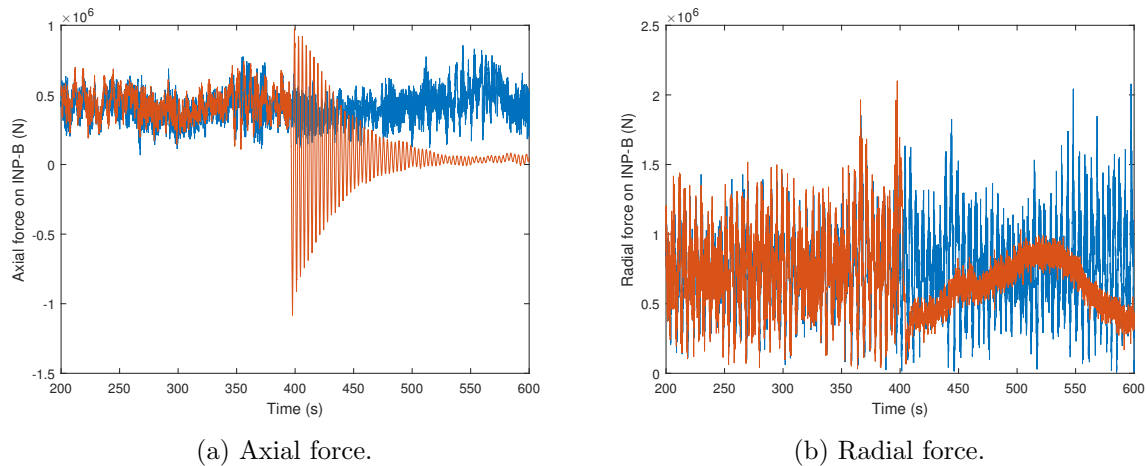 ×10⁶
1
0.5
0
-0.5
-1
-1.5
Axial force on INP-B (N)
200 250 300 350 400 450 500 550 600
Time (s)
(a) Axial force.
×10⁶
2.5
2
1.5
1
0.5
0
Radial force on INP-B (N)
200 250 300 350 400 450 500 550 600
Time (s)
(b) Radial force.